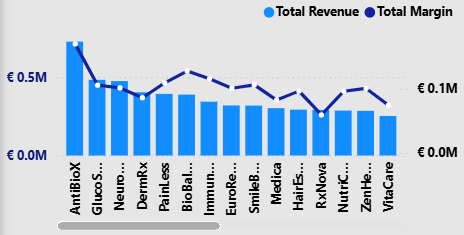 Total Revenue Total Margin
€ 0.5M
€ 0.0M
€ 0.1M
€ 0.0M
AntiBioX
GlucoS...
Neuro...
DermRx
PainLess
BioBal...
Immun...
EuroRe...
SmileB...
Medica
HairEs...
RxNova
NutriC...
ZenHe...
VitaCare